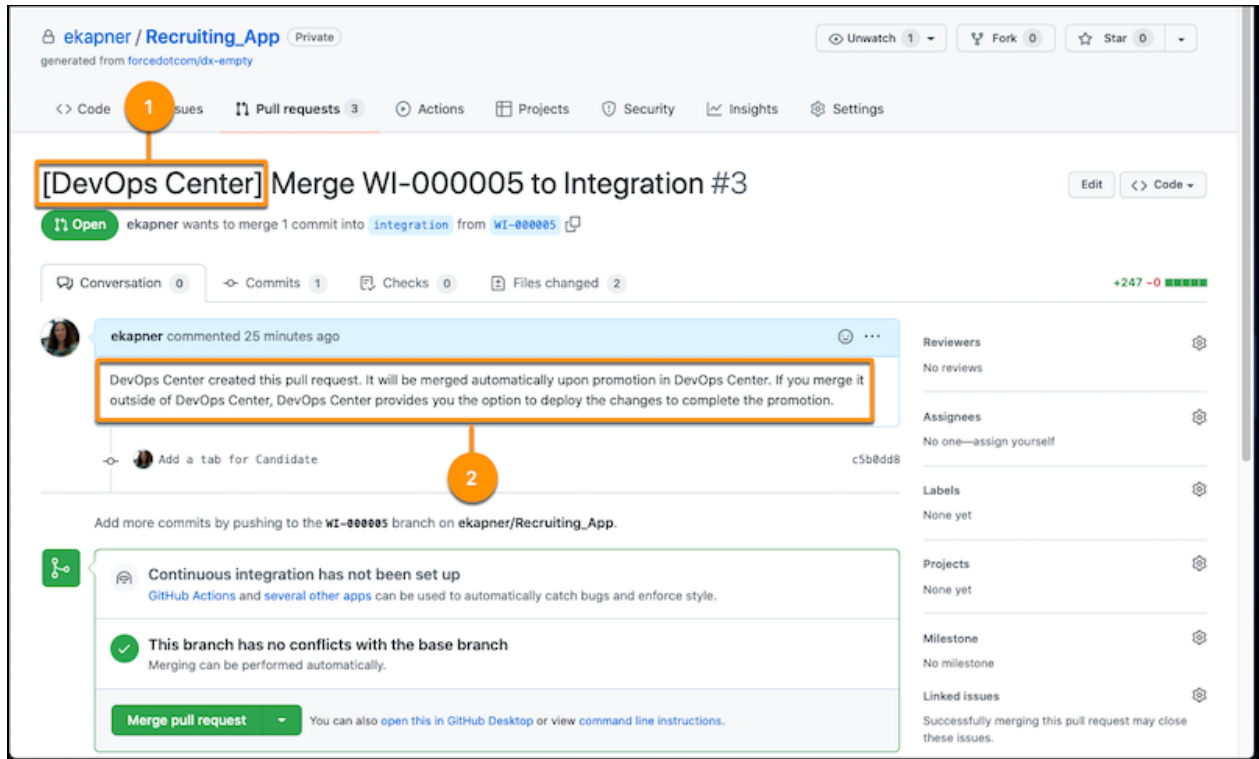 ekapner / Recruiting_App Private
Unwatch 1
Fork 0
Star 0
generated from forcedotcom/dx-empty
<> Code
1
sues
Pull requests 3
Actions
Projects
Security
Insights
Settings
[DevOps Center] Merge WI-000005 to Integration #3
Edit
<> Code
Open
ekapner wants to merge 1 commit into integration from WI-000005
Conversation 0
Commits 1
Checks 0
Files changed 2
+247 −0
ekapner commented 25 minutes ago
DevOps Center created this pull request. It will be merged automatically upon promotion in DevOps Center. If you merge it
outside of DevOps Center, DevOps Center provides you the option to deploy the changes to complete the promotion.
2
Add a tab for Candidate
c5b0dd8
Add more commits by pushing to the WI-000005 branch on ekapner/Recruiting_App.
Continuous integration has not been set up
GitHub Actions and several other apps can be used to automatically catch bugs and enforce style.
This branch has no conflicts with the base branch
Merging can be performed automatically.
Merge pull request
You can also open this in GitHub Desktop or view command line instructions.
Reviewers
No reviews
Assignees
No one—assign yourself
Labels
None yet
Projects
None yet
Milestone
No milestone
Linked issues
Successfully merging this pull request may close
these issues.